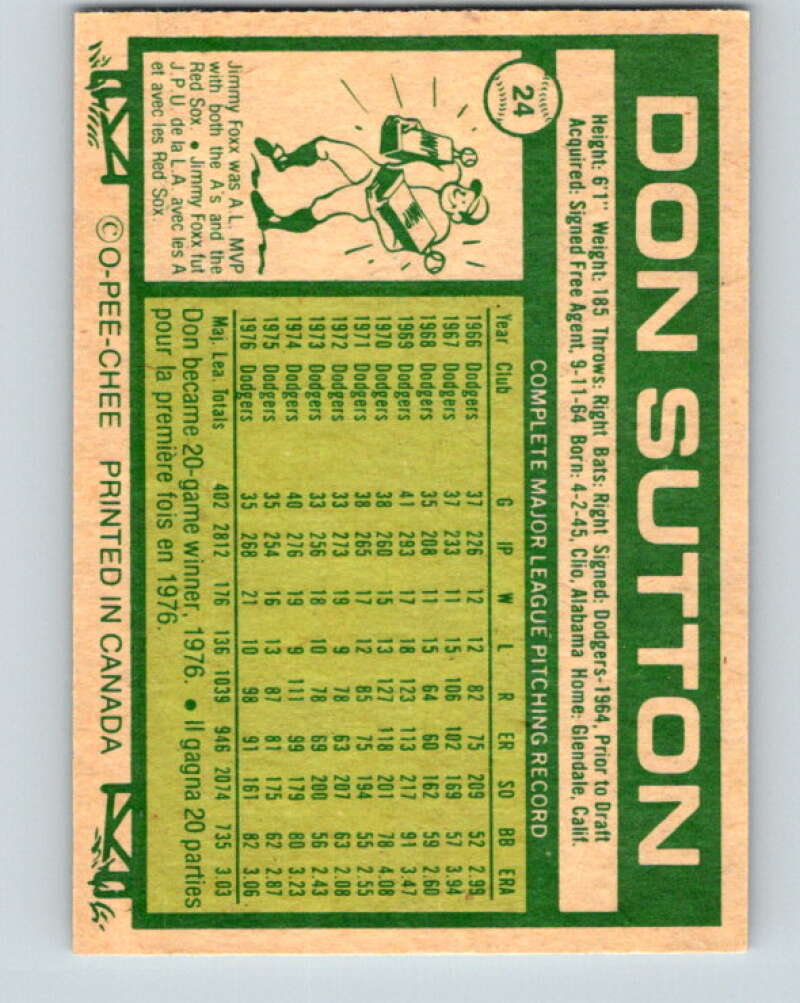 24
DON SUTTON
Height: 6'1" Weight: 185 Throws: Right Bats: Right Signed: Dodgers-1964, Prior to Draft
Acquired: Signed Free Agent, 9-11-64 Born: 4-2-45, Clio, Alabama Home: Glendale, Calif.
COMPLETE MAJOR LEAGUE PITCHING RECORD
Year Club G IP W L R ER SO BB ERA
1966 Dodgers 37 226 12 12 82 75 209 52 2.99
1967 Dodgers 37 233 11 15 106 102 169 57 3.94
1968 Dodgers 35 208 11 15 64 60 162 59 2.60
1969 Dodgers 41 293 17 18 123 113 217 91 3.47
1970 Dodgers 38 260 15 13 127 118 201 78 4.08
1971 Dodgers 38 265 17 12 85 75 194 55 2.55
1972 Dodgers 33 273 19 9 78 63 207 63 2.08
1973 Dodgers 33 256 18 10 78 69 200 56 2.43
1974 Dodgers 40 276 19 9 111 99 179 80 3.23
1975 Dodgers 35 254 16 13 87 81 175 62 2.87
1976 Dodgers 35 268 21 10 98 91 161 82 3.06
Maj. Lea. Totals 402 2812 176 136 1039 946 2074 735 3.03
Don became 20-game winner, 1976. • Il gagna 20 parties
pour la première fois en 1976.
MVP
MVP
Jimmy Foxx was A.L. MVP
with both the A's and the
Red Sox. • Jimmy Foxx fut
J.P.U. de la L.A. avec les A
et avec les Red Sox.
© O-PEE-CHEE PRINTED IN CANADA